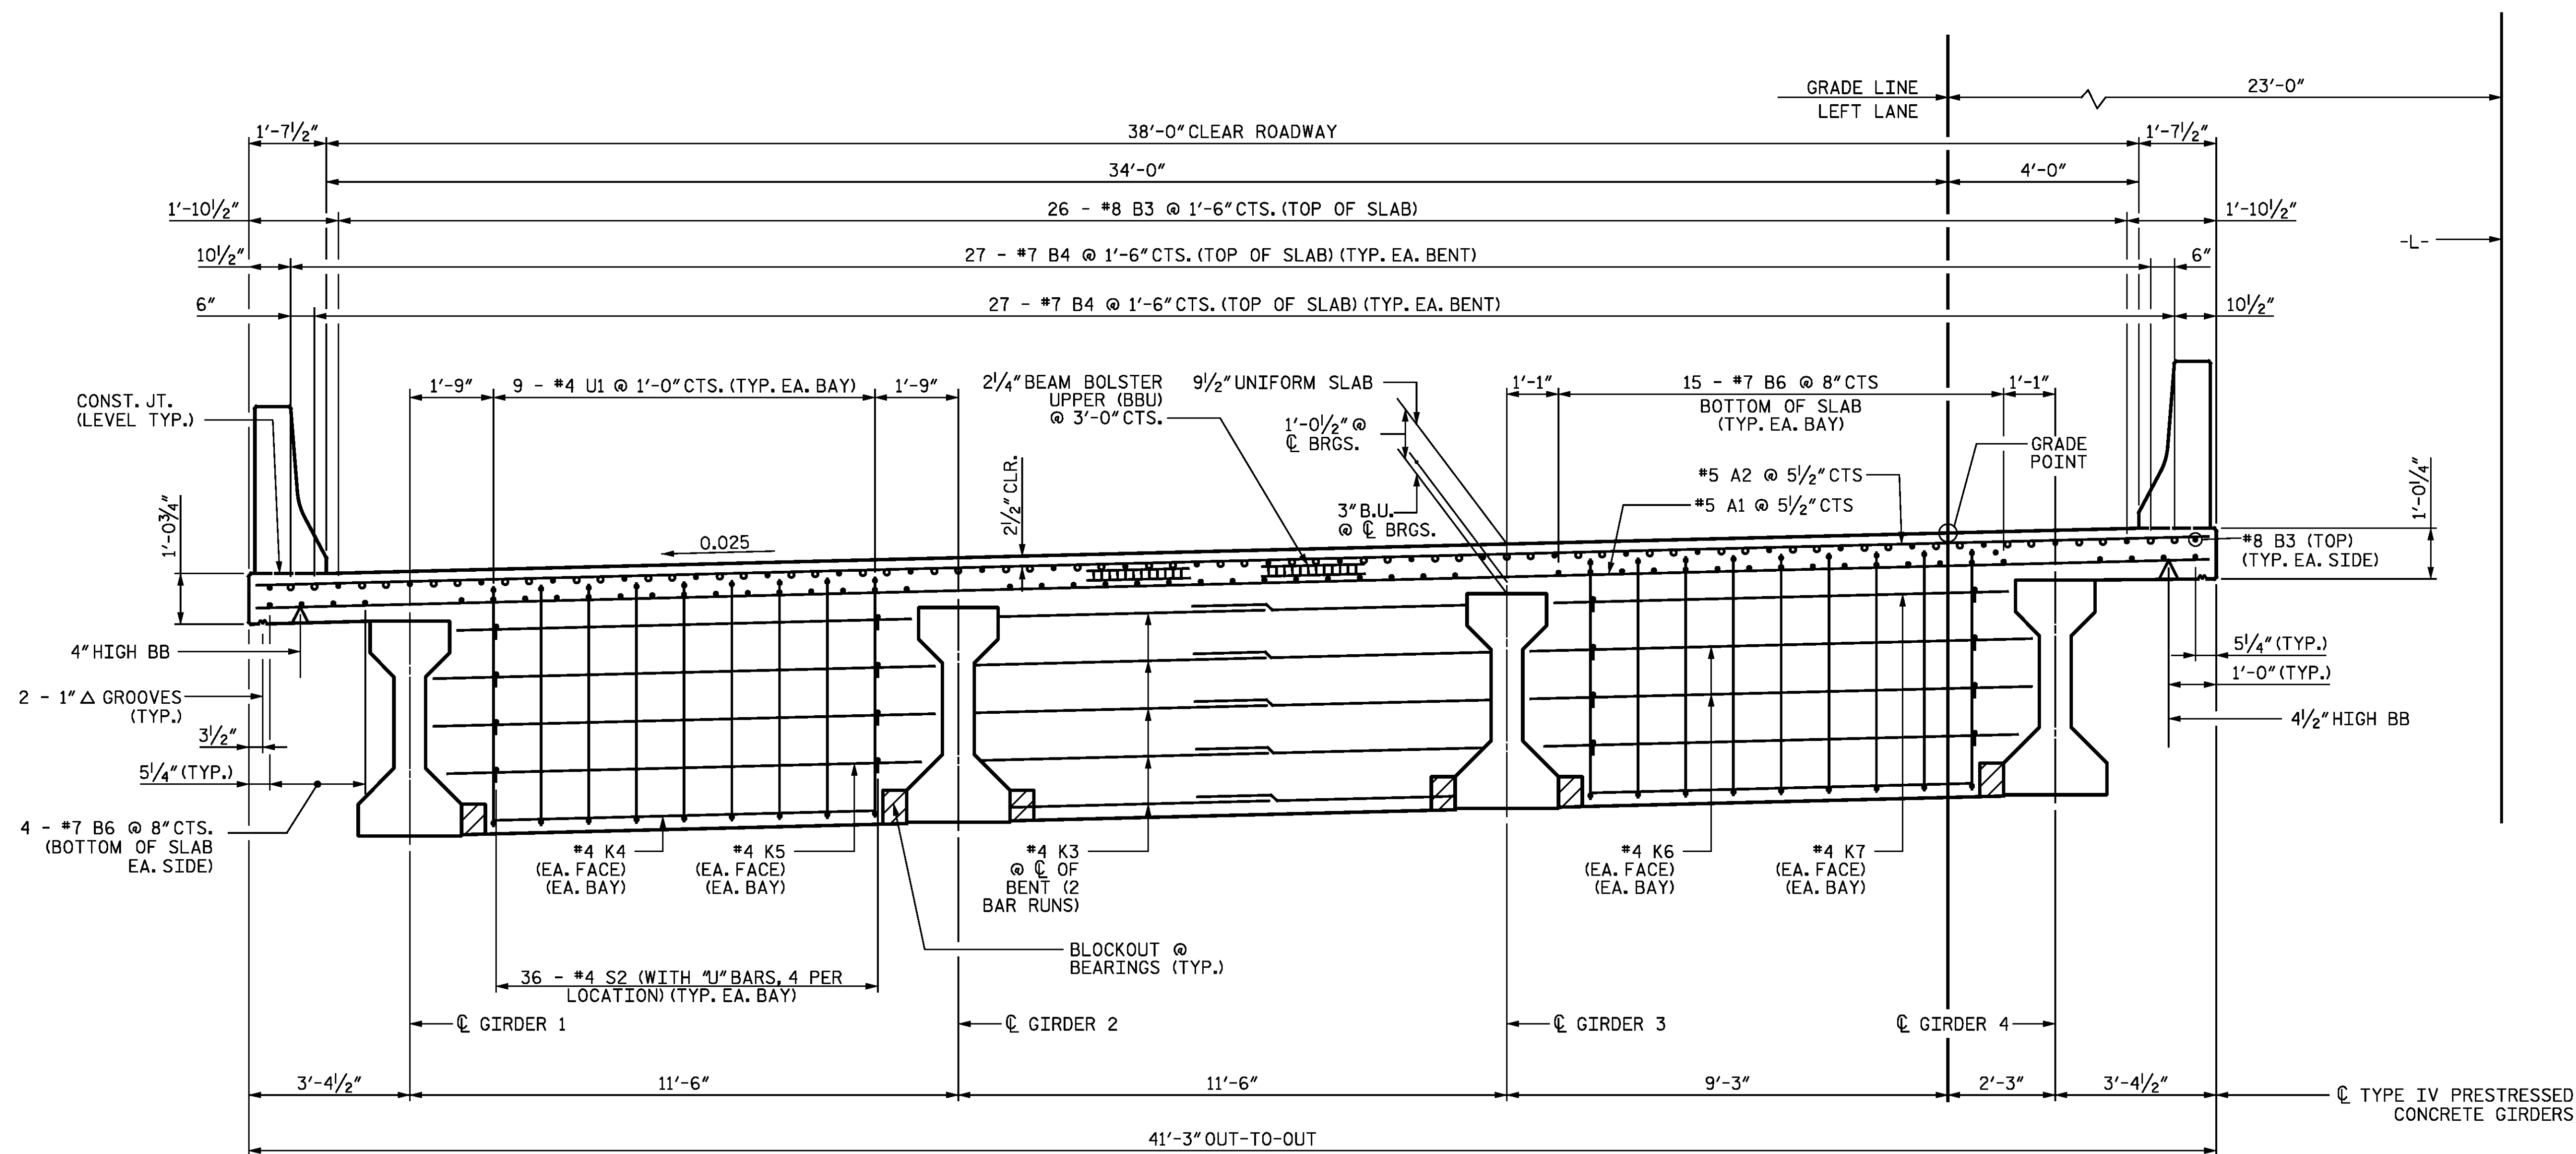 GRADE LINE
LEFT LANE
23'-0"
1'-7½"
38'-0" CLEAR ROADWAY
1'-7½"
34'-0"
4'-0"
1'-10½"
26 - #8 B3 @ 1'-6" CTS. (TOP OF SLAB)
1'-10½"
-L-
10½"
27 - #7 B4 @ 1'-6" CTS. (TOP OF SLAB) (TYP. EA. BENT)
6"
6"
27 - #7 B4 @ 1'-6" CTS. (TOP OF SLAB) (TYP. EA. BENT)
10½"
CONST. JT.
(LEVEL TYP.)
1'-9"
9 - #4 U1 @ 1'-0" CTS. (TYP. EA. BAY)
1'-9"
2¼" BEAM BOLSTER
UPPER (BBU)
@ 3'-0" CTS.
9½" UNIFORM SLAB
1'-0½" @
℄ BRGS.
3" B.U.
@ ℄ BRGS.
1'-1"
15 - #7 B6 @ 8" CTS
BOTTOM OF SLAB
(TYP. EA. BAY)
1'-1"
GRADE
POINT
#5 A2 @ 5½" CTS
#5 A1 @ 5½" CTS
2½" CLR.
0.025
1'-0¾"
1'-0¼"
#8 B3 (TOP)
(TYP. EA. SIDE)
4" HIGH BB
2 - 1" △ GROOVES
(TYP.)
3½"
5¼" (TYP.)
4 - #7 B6 @ 8" CTS.
(BOTTOM OF SLAB
EA. SIDE)
5¼" (TYP.)
1'-0" (TYP.)
4½" HIGH BB
#4 K4
(EA. FACE)
(EA. BAY)
#4 K5
(EA. FACE)
(EA. BAY)
#4 K3
@ ℄ OF
BENT (2
BAR RUNS)
#4 K6
(EA. FACE)
(EA. BAY)
#4 K7
(EA. FACE)
(EA. BAY)
BLOCKOUT @
BEARINGS (TYP.)
36 - #4 S2 (WITH "U" BARS, 4 PER
LOCATION) (TYP. EA. BAY)
℄ GIRDER 1
℄ GIRDER 2
℄ GIRDER 3
℄ GIRDER 4
3'-4½"
11'-6"
11'-6"
9'-3"
2'-3"
3'-4½"
℄ TYPE IV PRESTRESSED
CONCRETE GIRDERS
41'-3" OUT-TO-OUT